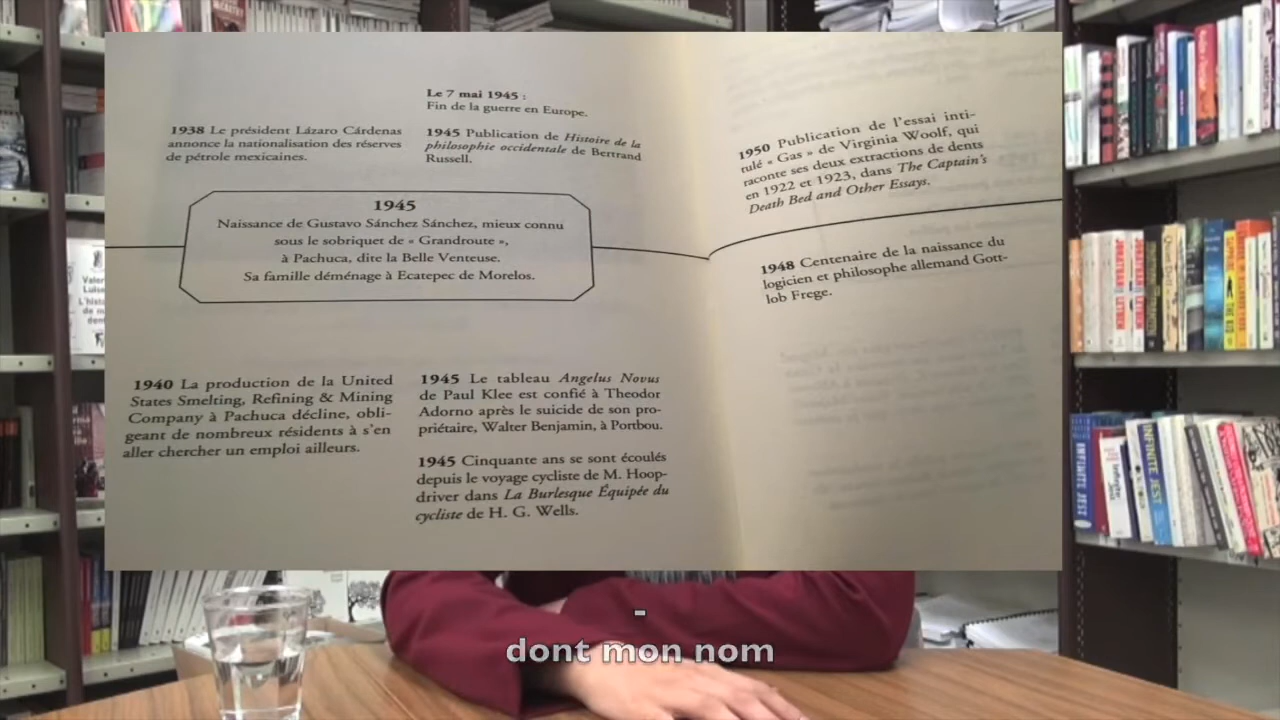 Le 7 mai 1945 :
Fin de la guerre en Europe.
1938 Le président Lázaro Cárdenas
annonce la nationalisation des réserves
de pétrole mexicaines.
1945 Publication de Histoire de la
philosophie occidentale de Bertrand
Russell.
1945
Naissance de Gustavo Sánchez Sánchez, mieux connu
sous le sobriquet de « Grandroute »,
à Pachuca, dite la Belle Venteuse.
Sa famille déménage à Ecatepec de Morelos.
1940 La production de la United
States Smelting, Refining & Mining
Company à Pachuca décline, obli-
geant de nombreux résidents à s'en
aller chercher un emploi ailleurs.
1945 Le tableau Angelus Novus
de Paul Klee est confié à Theodor
Adorno après le suicide de son pro-
priétaire, Walter Benjamin, à Portbou.
1945 Cinquante ans se sont écoulés
depuis le voyage cycliste de M. Hoop-
driver dans La Burlesque Équipée du
cycliste de H. G. Wells.
1950 Publication de l'essai inti-
tulé « Gas » de Virginia Woolf, qui
raconte ses deux extractions de dents
en 1922 et 1923, dans The Captain's
Death Bed and Other Essays.
1948 Centenaire de la naissance du
logicien et philosophe allemand Gott-
lob Frege.
JONATHAN LETHEM
JONATHAN LETHEM
INFINITE JEST
INFINITE JEST
-
dont mon nom